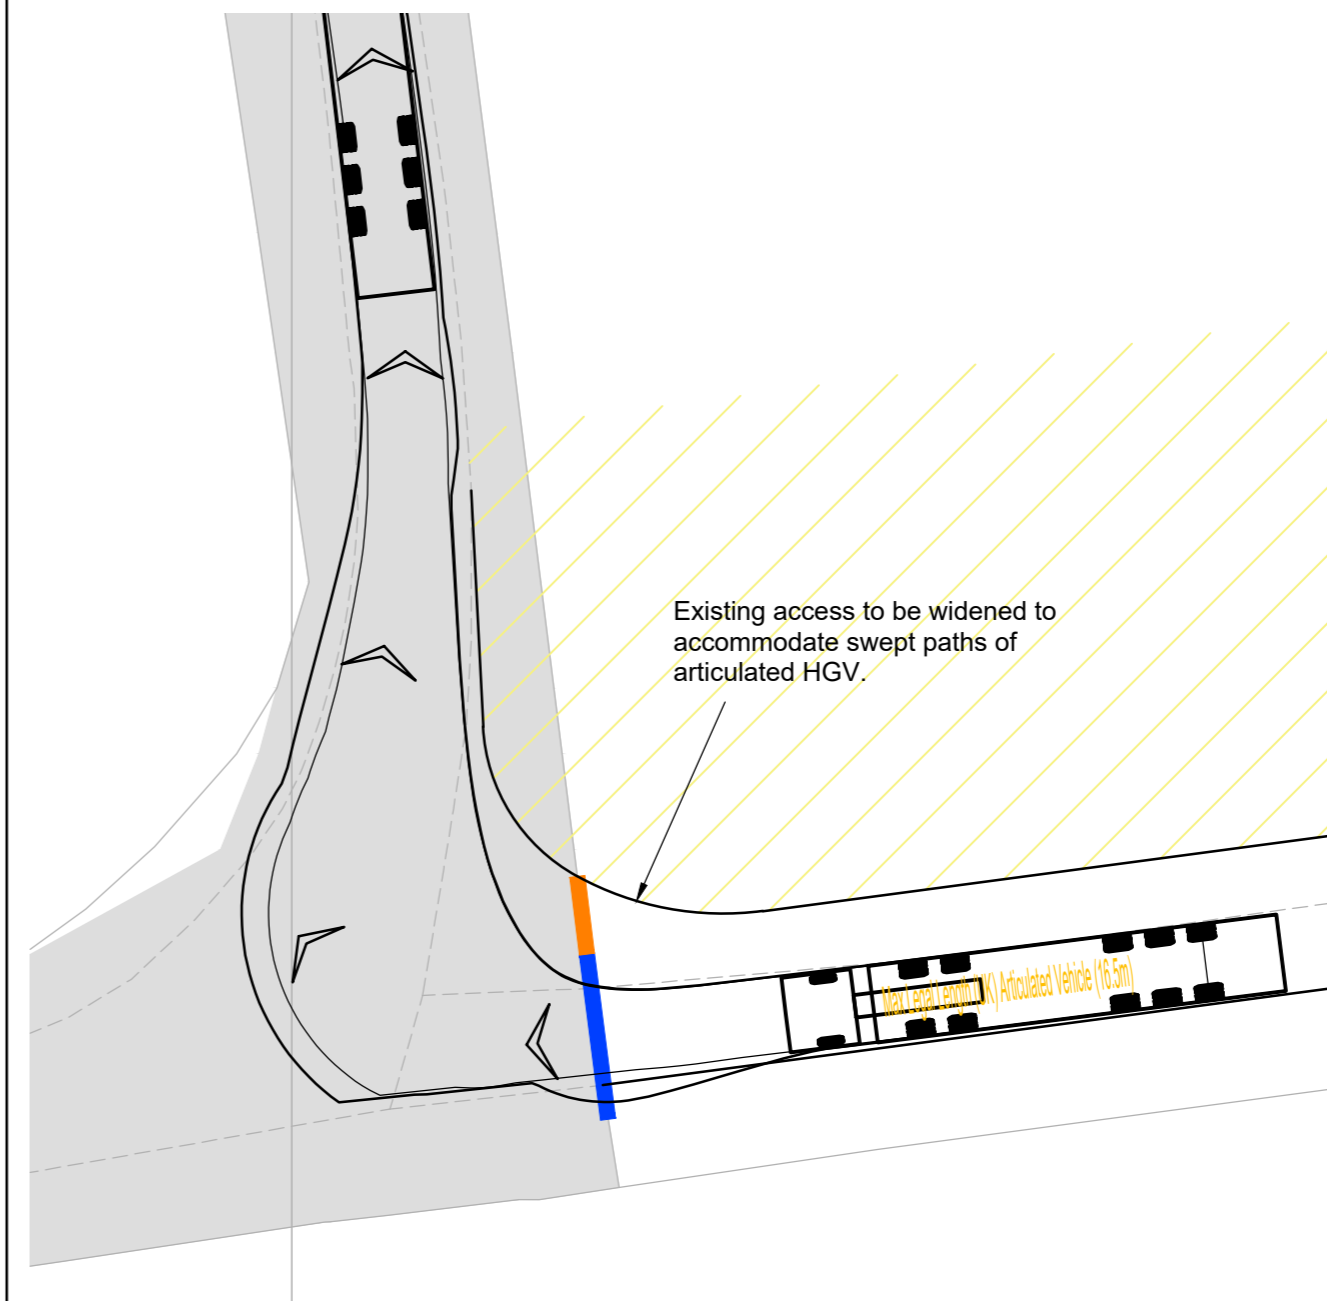 Existing access to be widened to
accommodate swept paths of
articulated HGV.
Max Legal Length (UK) Articulated Vehicle (16.5m)